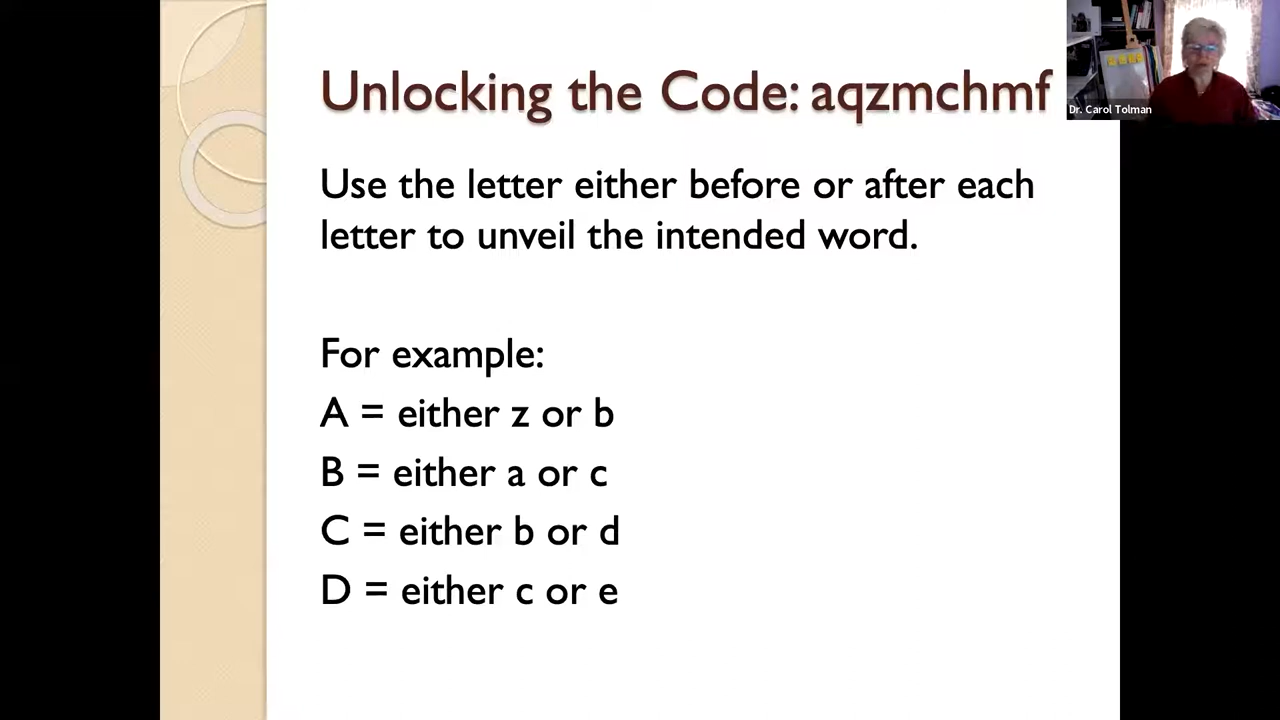 Unlocking the Code: aqzmchmf
Dr. Carol Tolman
Use the letter either before or after each
letter to unveil the intended word.
For example:
A = either z or b
B = either a or c
C = either b or d
D = either c or e